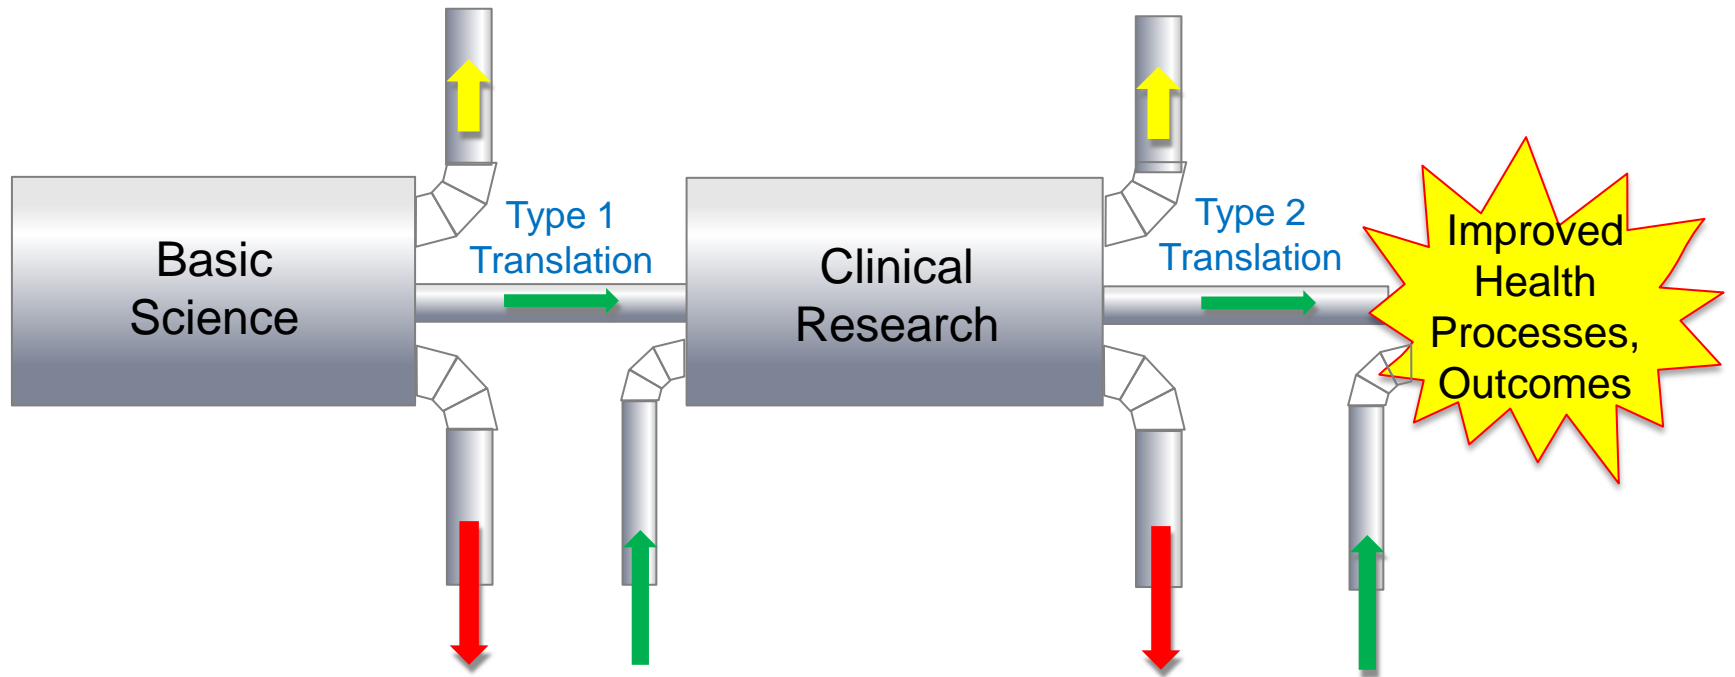 Basic
Science
Type 1
Translation
Clinical
Research
Type 2
Translation
Improved
Health
Processes,
Outcomes